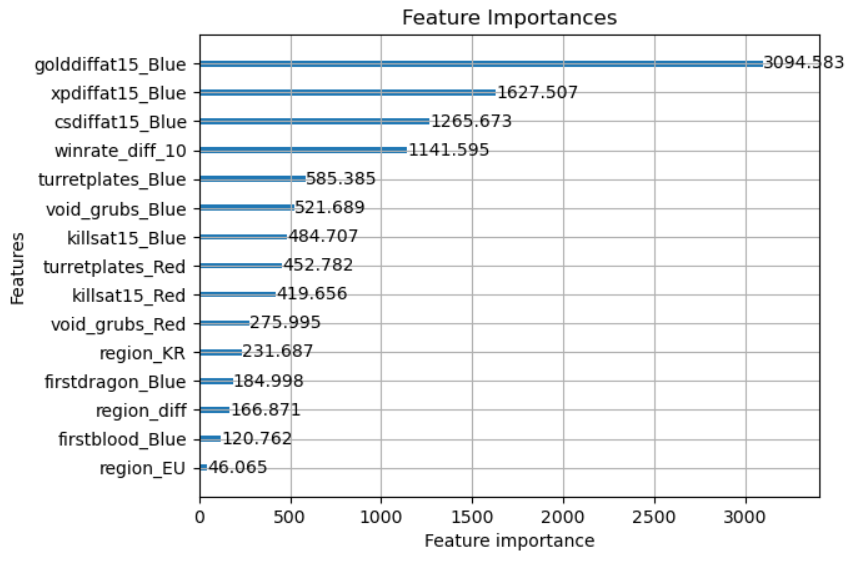 Feature Importances
golddiffat15_Blue 3094.583
xpdiffat15_Blue 1627.507
csdiffat15_Blue 1265.673
winrate_diff_10 1141.595
turretplates_Blue 585.385
void_grubs_Blue 521.689
killsat15_Blue 484.707
turretplates_Red 452.782
killsat15_Red 419.656
void_grubs_Red 275.995
region_KR 231.687
firstdragon_Blue 184.998
region_diff 166.871
firstblood_Blue 120.762
region_EU 46.065
Features
0 500 1000 1500 2000 2500 3000
Feature importance